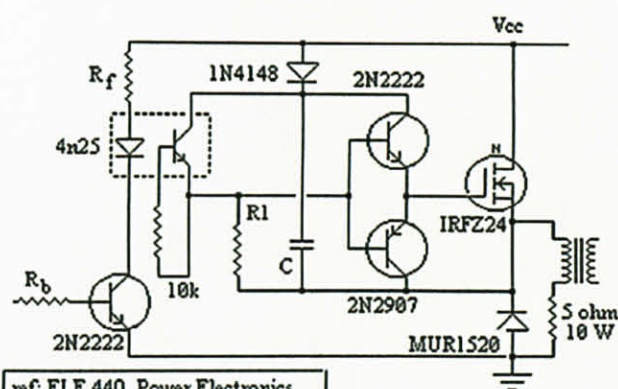 Vcc
Rf
1N4148
2N2222
4n25
N
R1
IRFZ24
C
Rb
10k
2N2907
5 ohm
10 W
2N2222
MUR1520
ref: ELE 440, Power Electronics